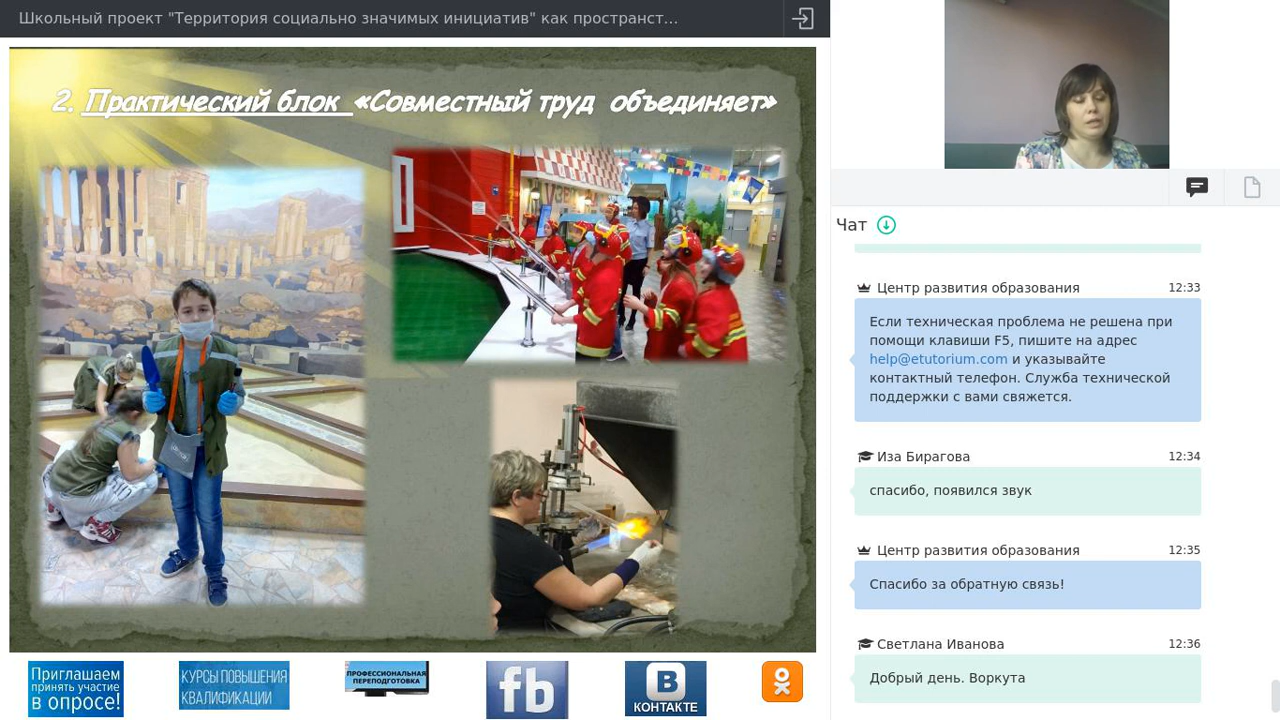 Школьный проект "Территория социально значимых инициатив" как пространст...
2. Практический блок «Совместный труд объединяет»
Чат
Центр развития образования 12:33
Если техническая проблема не решена при
помощи клавиши F5, пишите на адрес
help@etutorium.com и указывайте
контактный телефон. Служба технической
поддержки с вами свяжется.
Иза Бирагова 12:34
спасибо, появился звук
Центр развития образования 12:35
Спасибо за обратную связь!
Светлана Иванова 12:36
Добрый день. Воркута
Приглашаем
принять участие
в опросе!
КУРСЫ ПОВЫШЕНИЯ
КВАЛИФИКАЦИИ
ПРОФЕССИОНАЛЬНАЯ
ПЕРЕПОДГОТОВКА
fb
В
КОНТАКТЕ